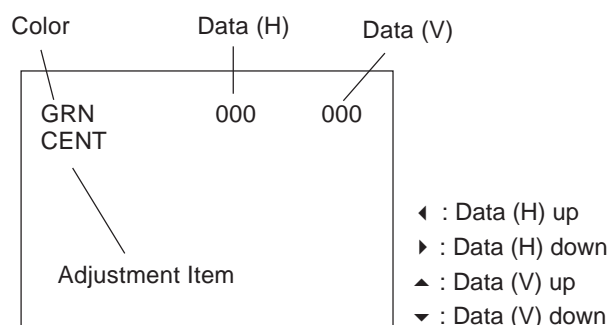 Color Data (H) Data (V)
GRN 000 000
CENT
Adjustment Item
◂ : Data (H) up
▸ : Data (H) down
▴ : Data (V) up
▾ : Data (V) down